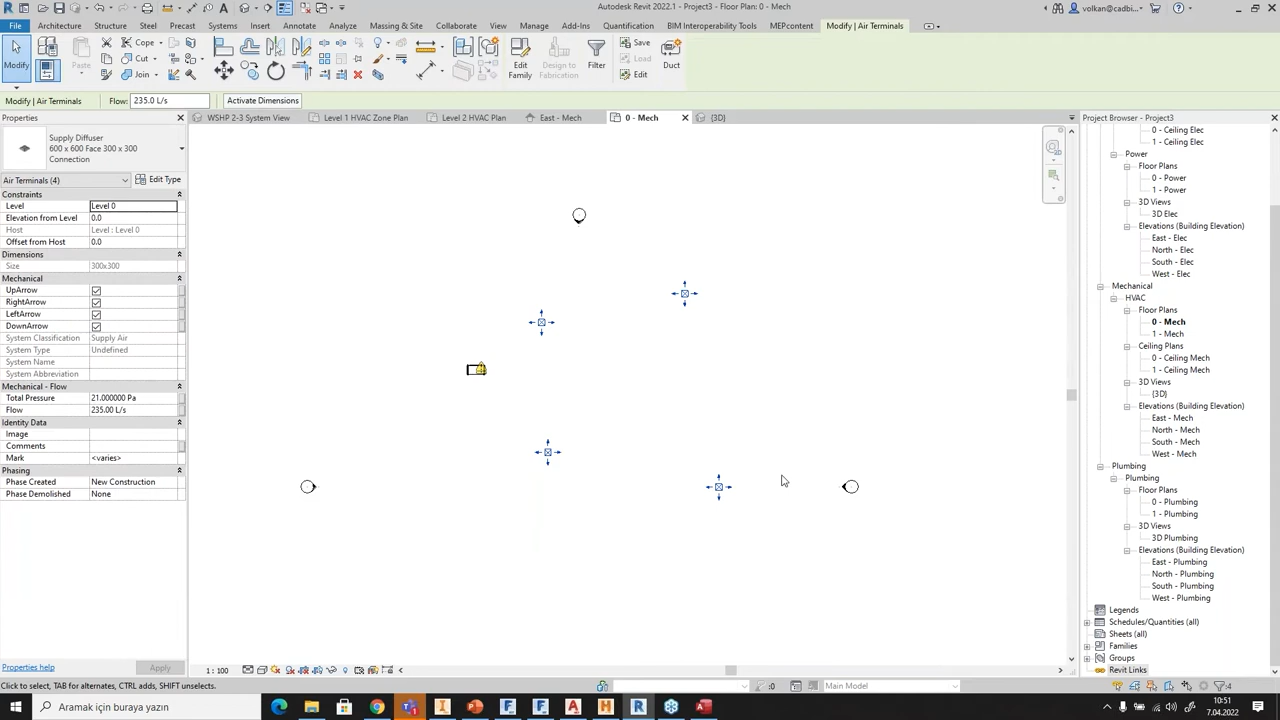 Autodesk Revit 2022.1 - Project3 - Floor Plan: 0 - Mech
volkan@cadbi...
File Architecture Structure Steel Precast Systems Insert Annotate Analyze Massing & Site Collaborate View Manage Add-Ins Quantification BIM Interoperability Tools MEPcontent Modify | Air Terminals
Modify
Paste
Cope
Cut
Join
Edit Family
Design to Fabrication
Filter
Save
Load
Edit
Duct
Modify | Air Terminals Flow: 235.0 L/s Activate Dimensions
Properties
WSHP 2-3 System View Level 1 HVAC Zone Plan Level 2 HVAC Plan East - Mech 0 - Mech {3D}
Supply Diffuser
600 x 600 Face 300 x 300
Connection
Air Terminals (4) Edit Type
Constraints
Level Level 0
Elevation from Level 0.0
Host Level : Level 0
Offset from Host 0.0
Dimensions
Size 300x300
Mechanical
UpArrow
RightArrow
LeftArrow
DownArrow
System Classification Supply Air
System Type Undefined
System Name
System Abbreviation
Mechanical - Flow
Total Pressure 21.000000 Pa
Flow 235.00 L/s
Identity Data
Image
Comments
Mark <varies>
Phasing
Phase Created New Construction
Phase Demolished None
Properties help Apply
1 : 100
Project Browser - Project3
0 - Ceiling Elec
1 - Ceiling Elec
Power
Floor Plans
0 - Power
1 - Power
3D Views
3D Elec
Elevations (Building Elevation)
East - Elec
North - Elec
South - Elec
West - Elec
Mechanical
HVAC
Floor Plans
0 - Mech
1 - Mech
Ceiling Plans
0 - Ceiling Mech
1 - Ceiling Mech
3D Views
{3D}
Elevations (Building Elevation)
East - Mech
North - Mech
South - Mech
West - Mech
Plumbing
Plumbing
Floor Plans
0 - Plumbing
1 - Plumbing
3D Views
3D Plumbing
Elevations (Building Elevation)
East - Plumbing
North - Plumbing
South - Plumbing
West - Plumbing
Legends
Schedules/Quantities (all)
Sheets (all)
Families
Groups
Revit Links
Click to select, TAB for alternates, CTRL adds, SHIFT unselects.
:0
Main Model
:4
Aramak için buraya yazın
10:51
7.04.2022